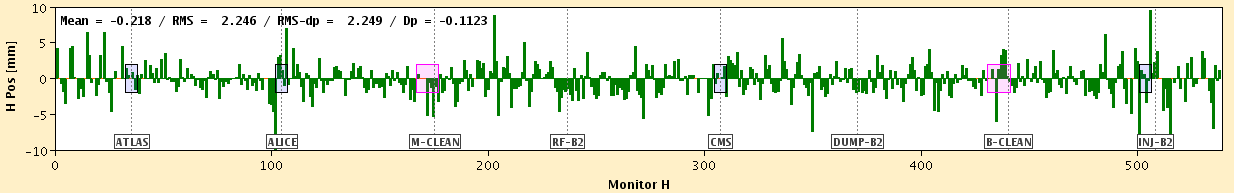 Mean = -0.218 / RMS =  2.246 / RMS-dp =  2.249 / Dp = -0.1123
H Pos [mm]
10
5
0
-5
-10
ATLAS ALICE M-CLEAN RF-B2 CMS DUMP-B2 B-CLEAN INJ-B2
0 100 200 300 400 500
Monitor H